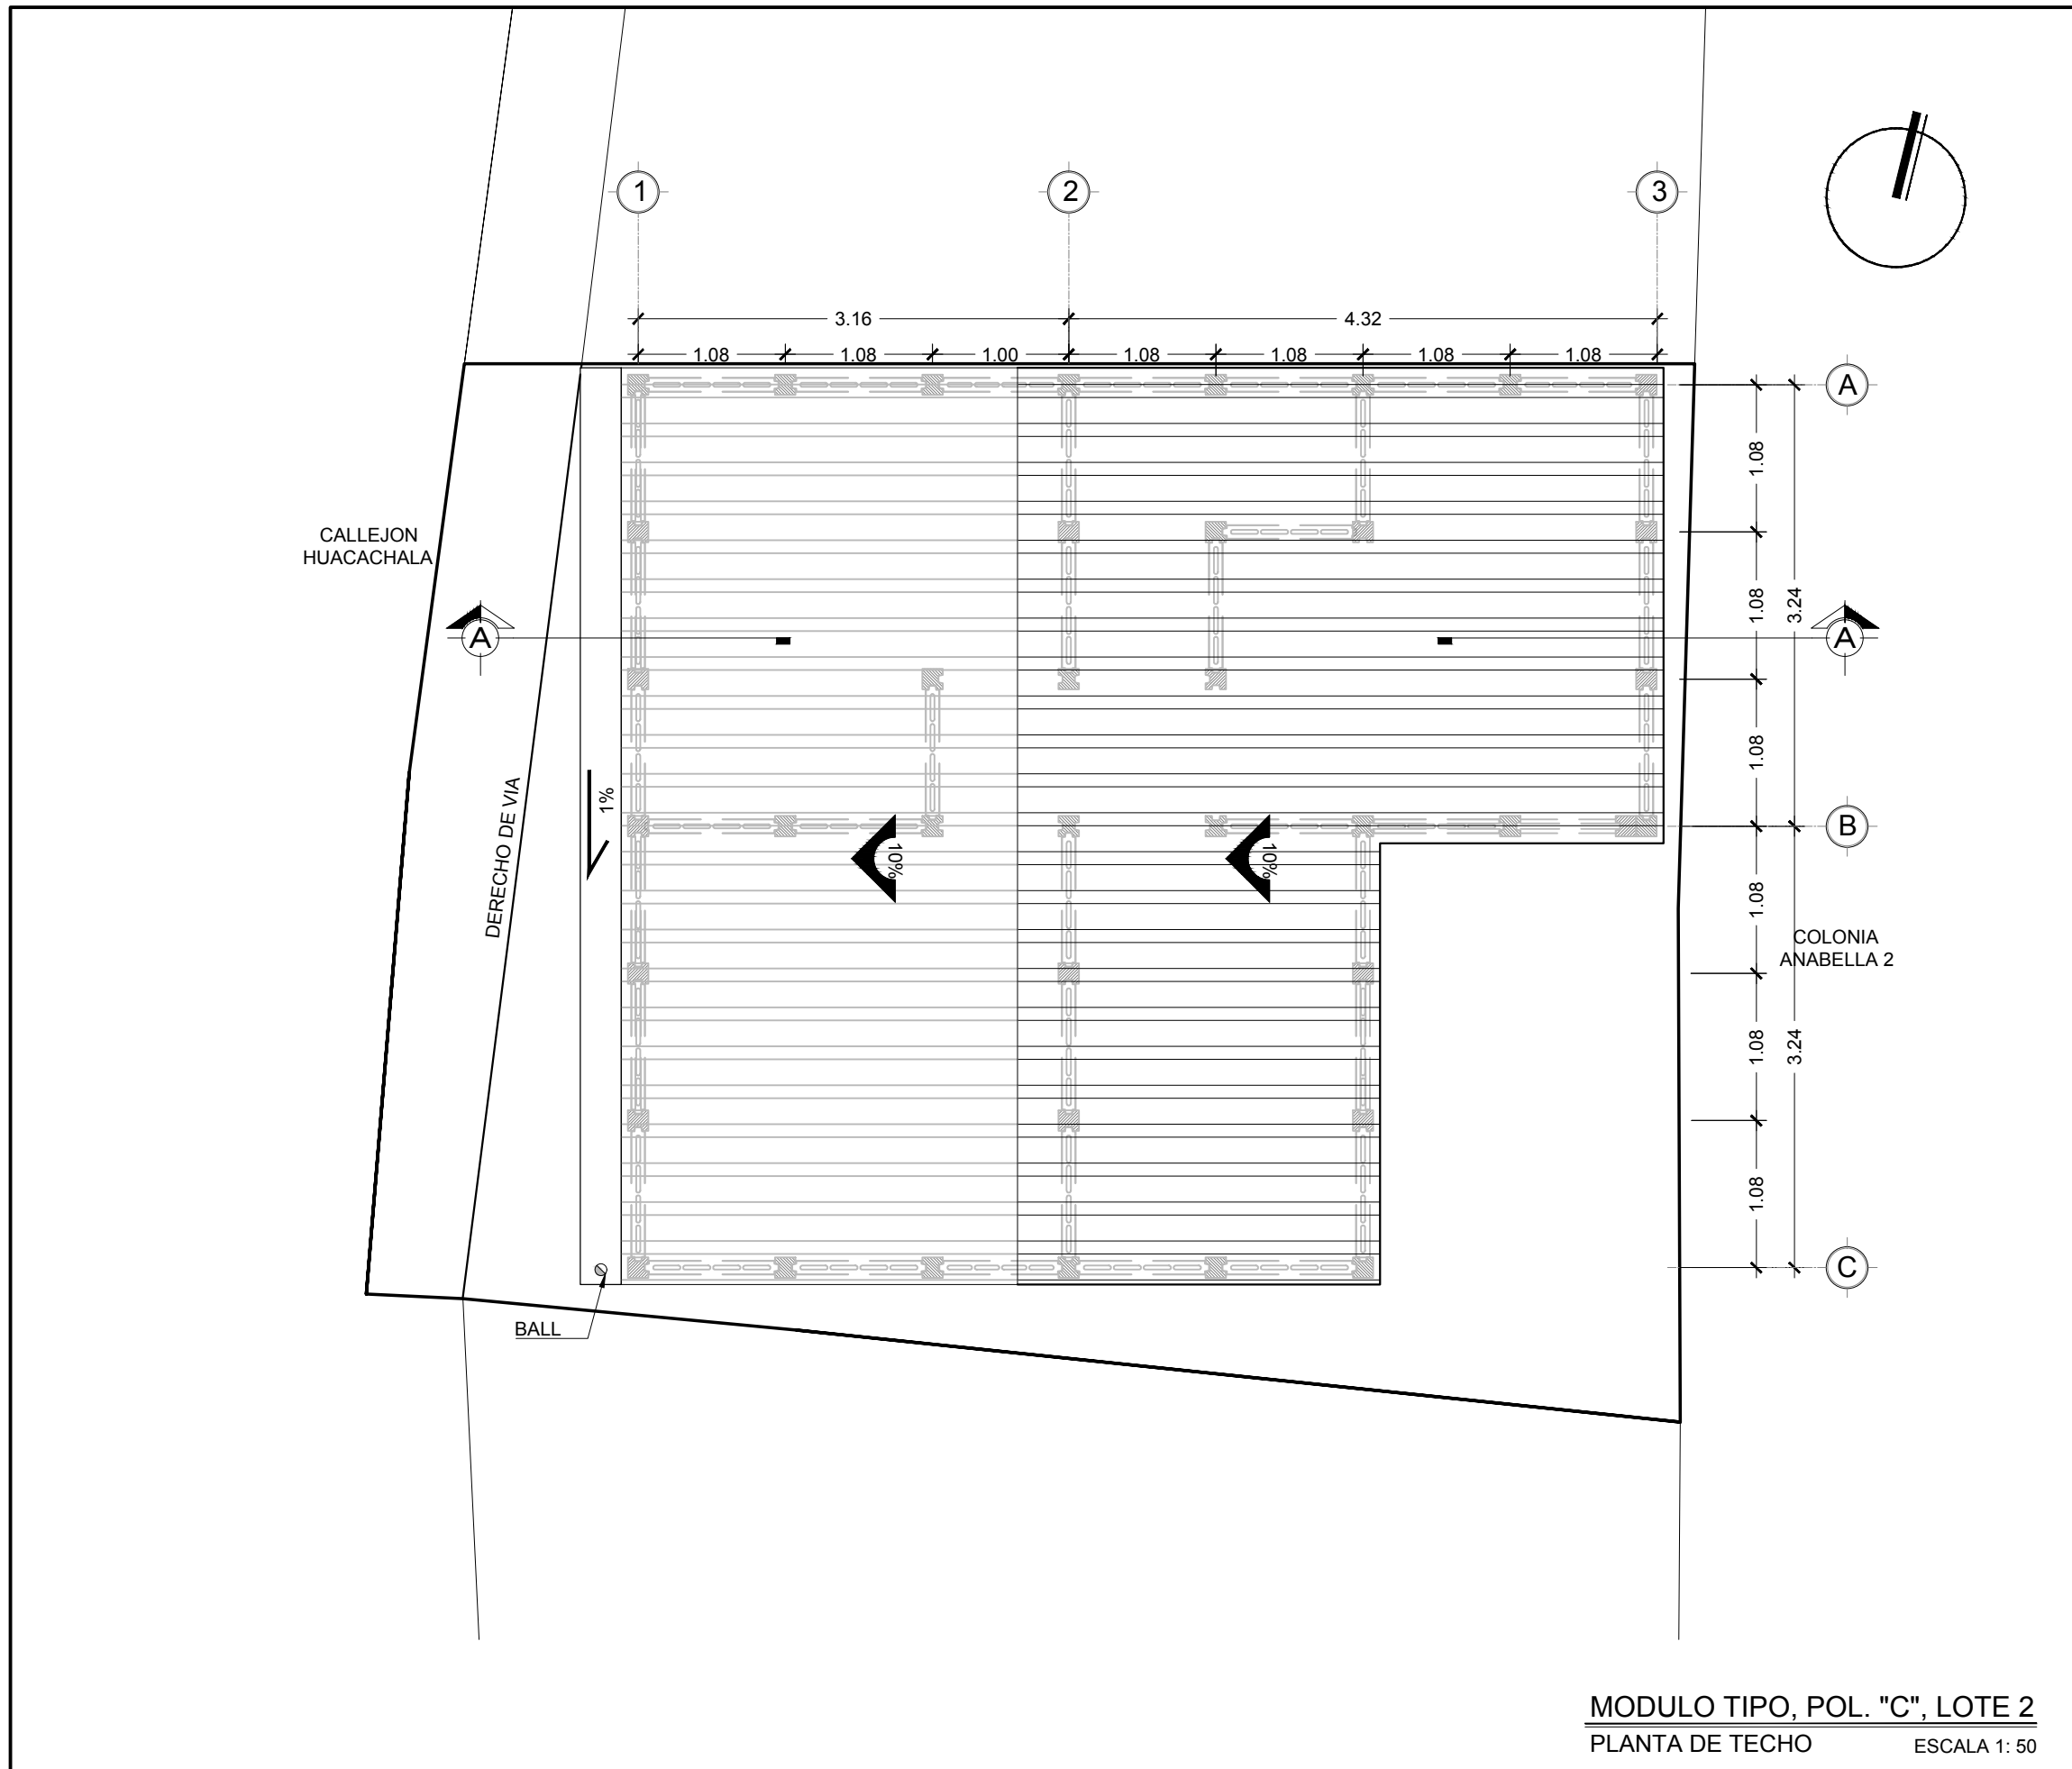 1
2
3
3.16
4.32
1.08
1.08
1.00
1.08
1.08
1.08
1.08
A
1.08
CALLEJON
HUACACHALA
1.08
3.24
A
A
1.08
1%
DERECHO DE VIA
B
10%
10%
1.08
COLONIA
ANABELLA 2
1.08
3.24
1.08
C
BALL
MODULO TIPO, POL. "C", LOTE 2
PLANTA DE TECHO
ESCALA 1: 50